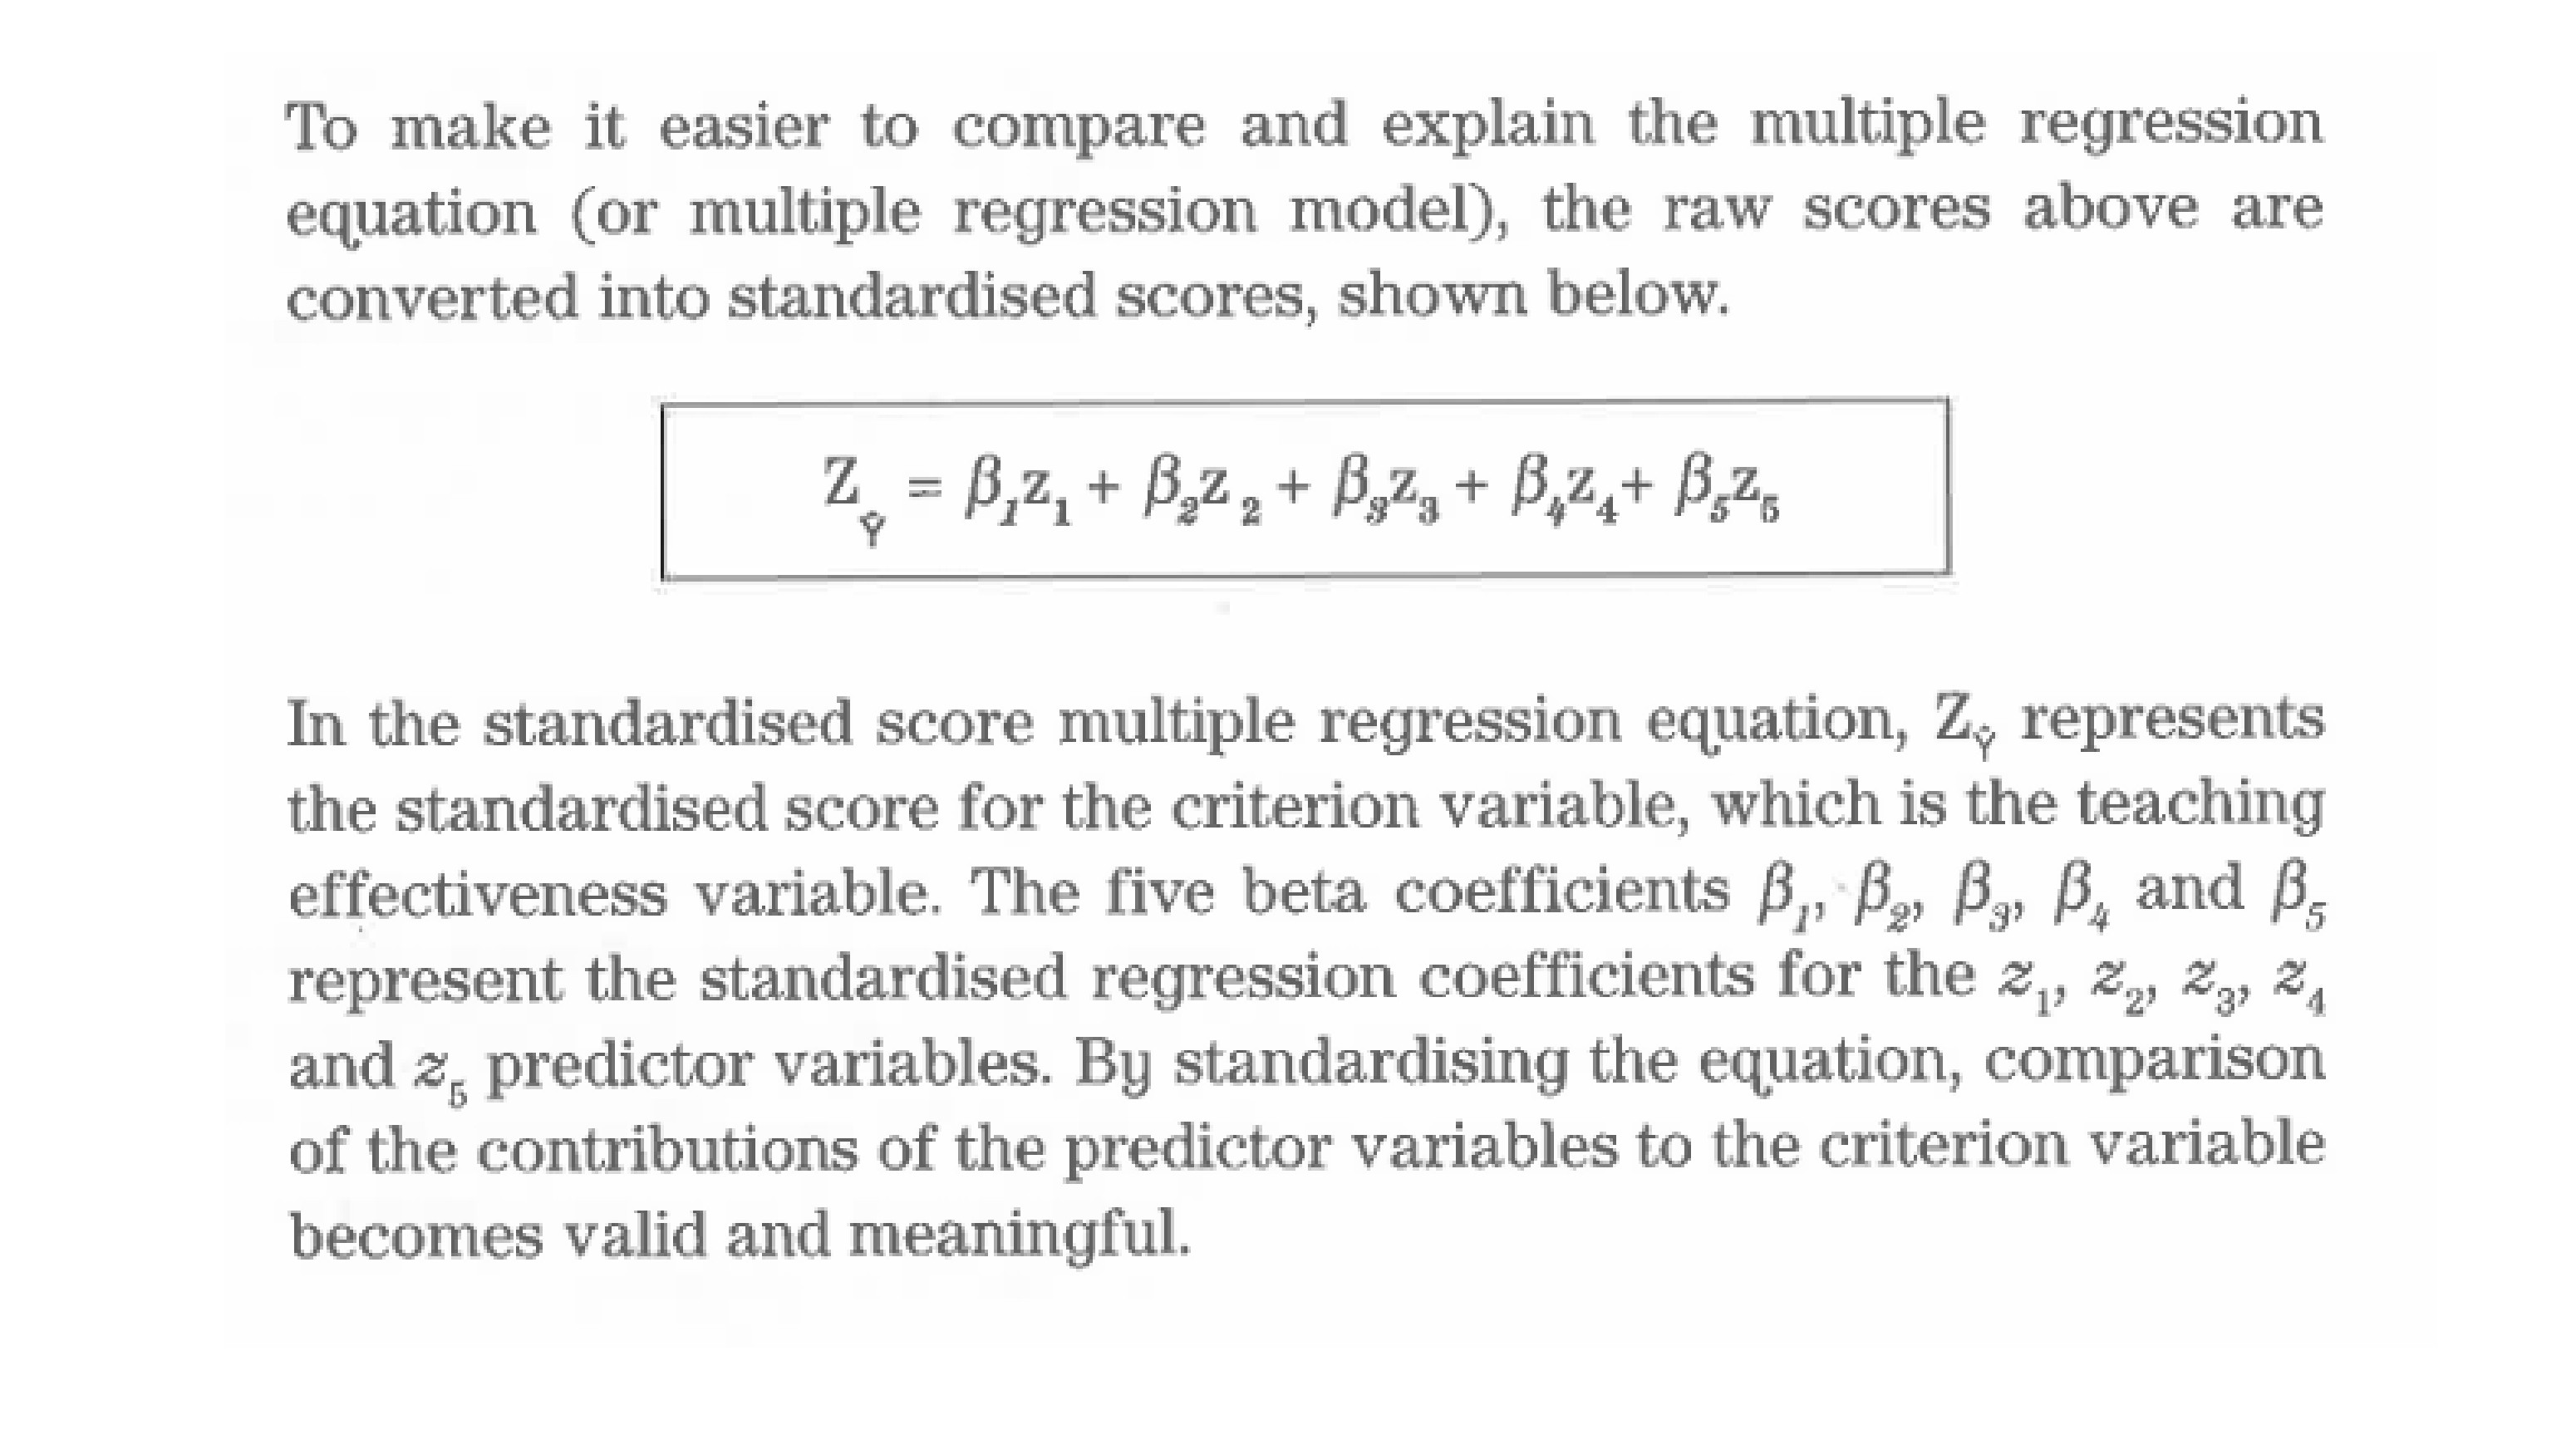 To make it easier to compare and explain the multiple regression
equation (or multiple regression model), the raw scores above are
converted into standardised scores, shown below.
Z_Ŷ = β₁z₁ + β₂z₂ + β₃z₃ + β₄z₄ + β₅z₅
In the standardised score multiple regression equation, Z_Ŷ represents
the standardised score for the criterion variable, which is the teaching
effectiveness variable. The five beta coefficients β₁, β₂, β₃, β₄ and β₅
represent the standardised regression coefficients for the z₁, z₂, z₃, z₄
and z₅ predictor variables. By standardising the equation, comparison
of the contributions of the predictor variables to the criterion variable
becomes valid and meaningful.